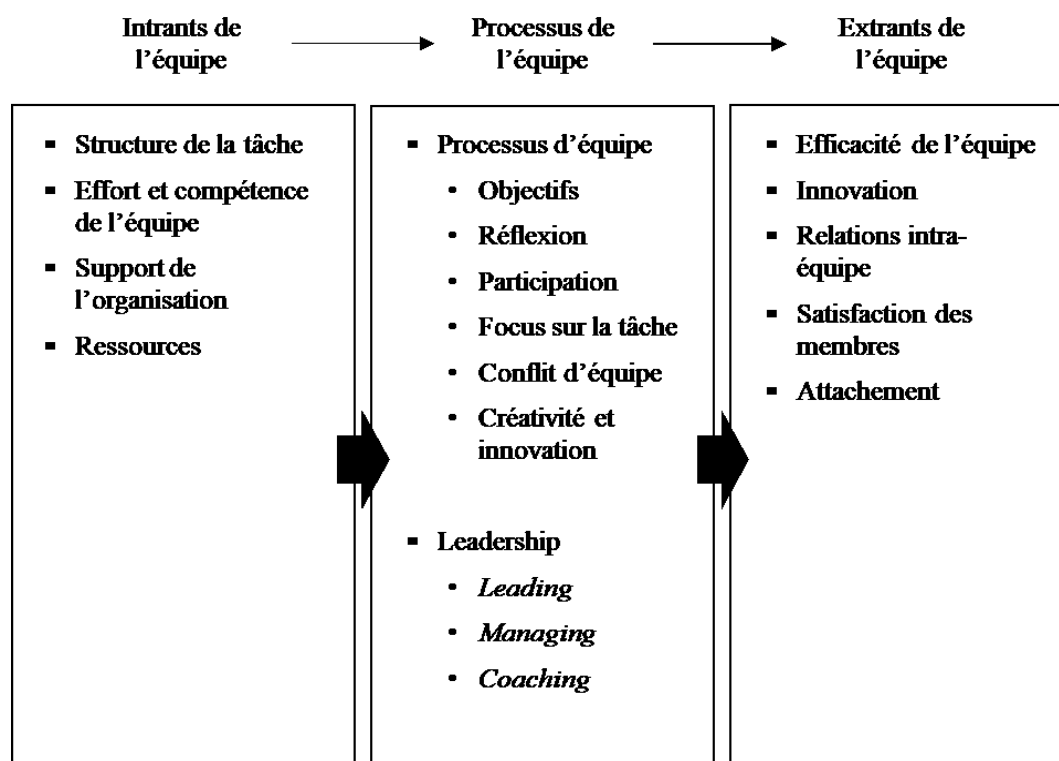 Intrants de
l'équipe
Processus de
l'équipe
Extrants de
l'équipe
Structure de la tâche
Effort et compétence
de l'équipe
Support de
l'organisation
Ressources
Processus d'équipe
Objectifs
Réflexion
Participation
Focus sur la tâche
Conflit d'équipe
Créativité et
innovation
Leadership
Leading
Managing
Coaching
Efficacité de l'équipe
Innovation
Relations intra-
équipe
Satisfaction des
membres
Attachement